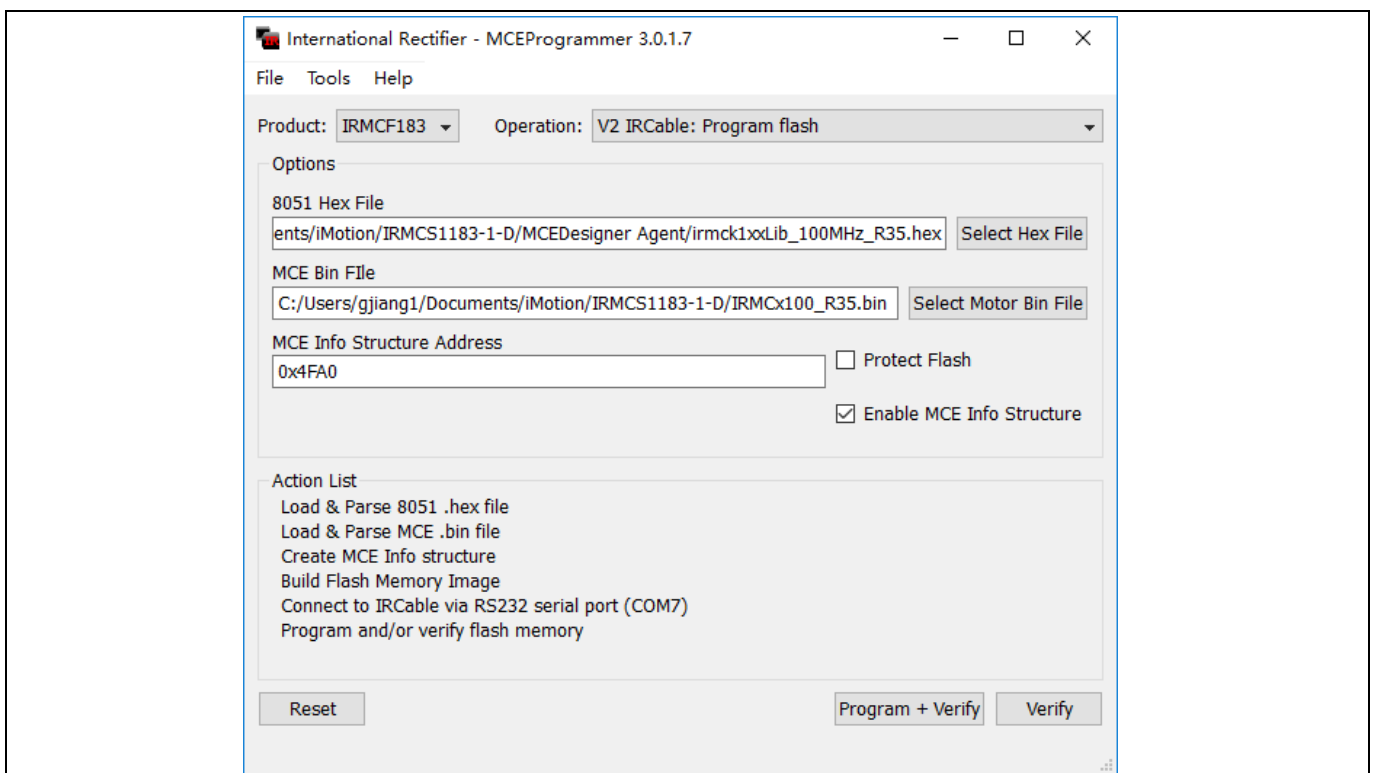 International Rectifier - MCEProgrammer 3.0.1.7
File Tools Help
Product: IRMCF183 Operation: V2 IRCable: Program flash
Options
8051 Hex File
ents/iMotion/IRMCS1183-1-D/MCEDesigner Agent/irmck1xxLib_100MHz_R35.hex Select Hex File
MCE Bin FIle
C:/Users/gjiang1/Documents/iMotion/IRMCS1183-1-D/IRMCx100_R35.bin Select Motor Bin File
MCE Info Structure Address
0x4FA0
Protect Flash
Enable MCE Info Structure
Action List
Load & Parse 8051 .hex file
Load & Parse MCE .bin file
Create MCE Info structure
Build Flash Memory Image
Connect to IRCable via RS232 serial port (COM7)
Program and/or verify flash memory
Reset Program + Verify Verify